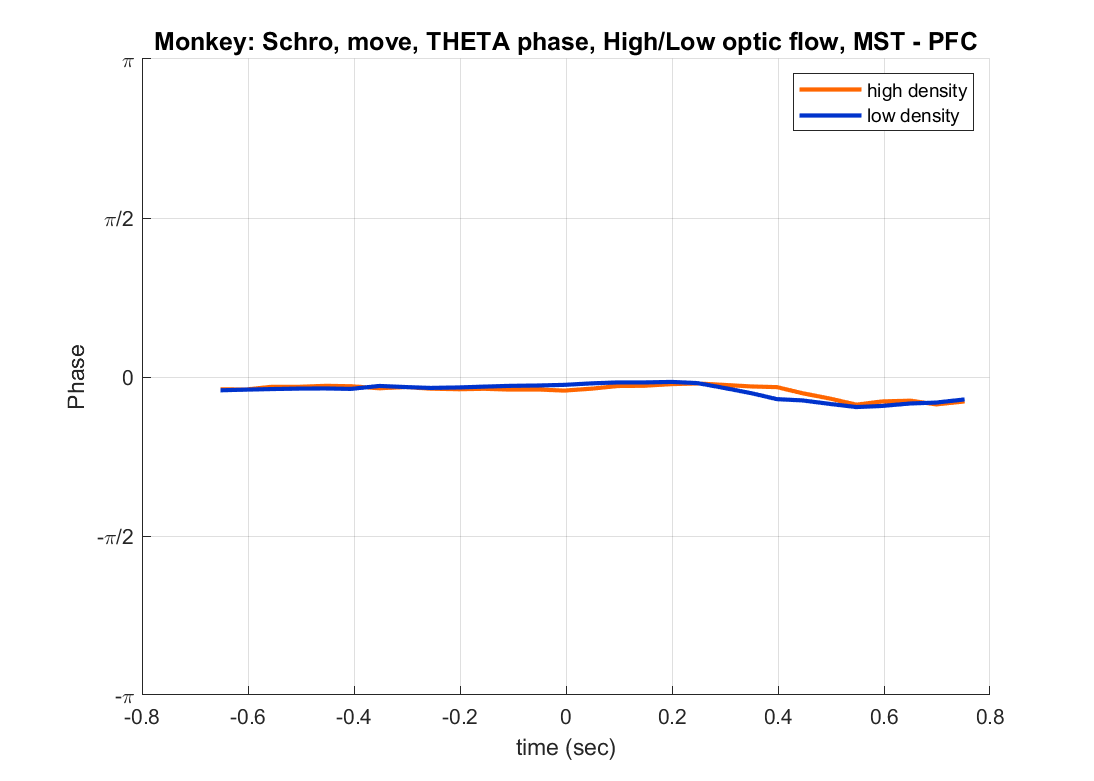 Monkey: Schro, move, THETA phase, High/Low optic flow, MST - PFC
high density
low density
π
π/2
0
-π/2
-π
Phase
-0.8 -0.6 -0.4 -0.2 0 0.2 0.4 0.6 0.8
time (sec)